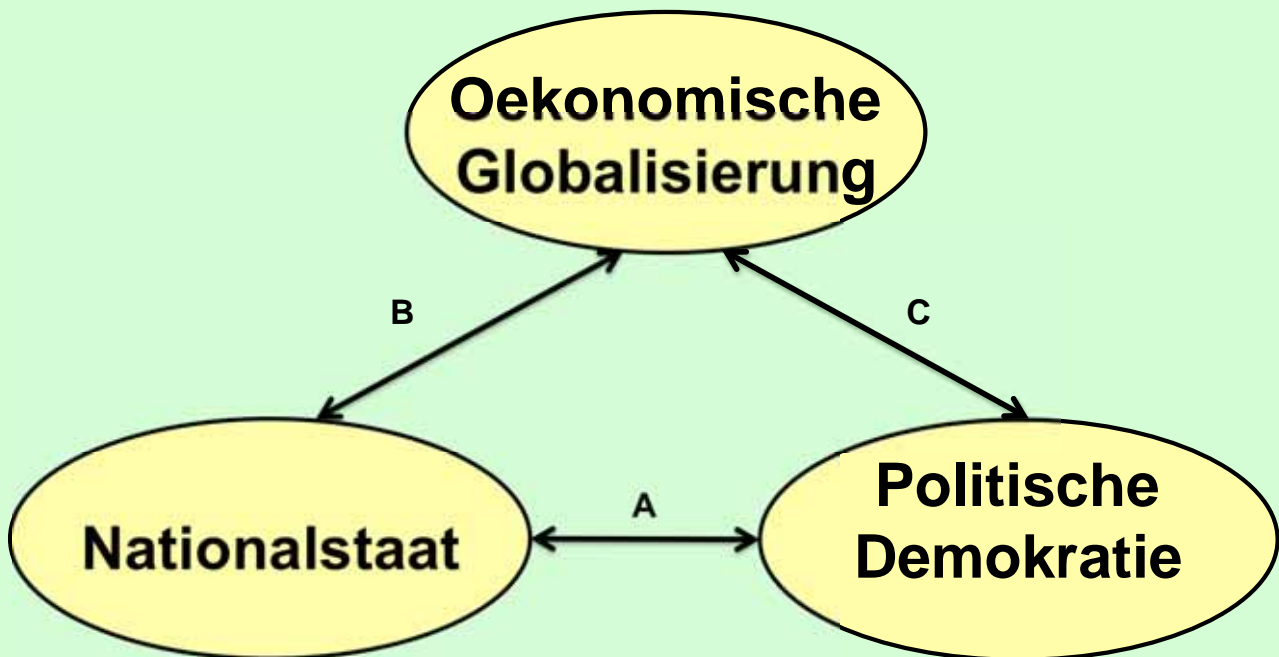 Oekonomische
Globalisierung
B
C
A
Nationalstaat
Politische
Demokratie